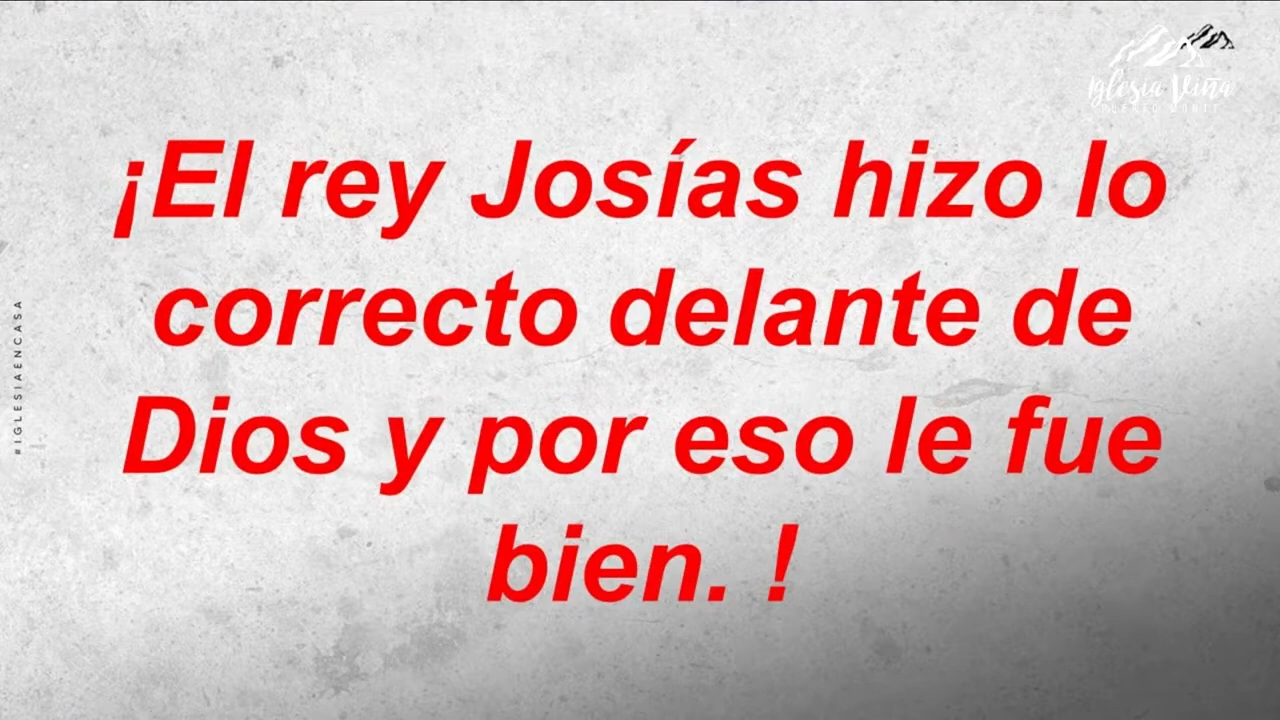 Iglesia Viña
¡El rey Josías hizo lo
correcto delante de
Dios y por eso le fue
bien. !
#IGLESIAENCASA